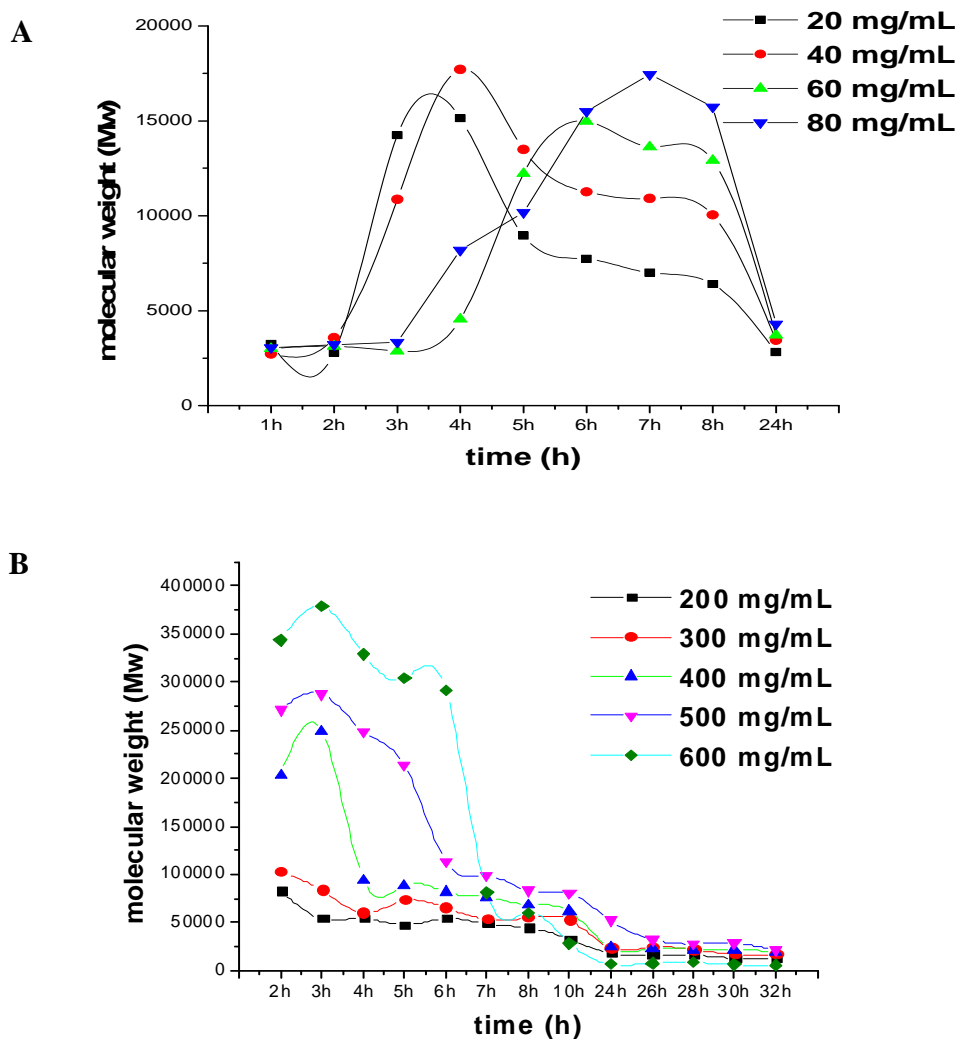 A
20 mg/mL
40 mg/mL
60 mg/mL
80 mg/mL
molecular weight (Mw)
20000
15000
10000
5000
0
1h 2h 3h 4h 5h 6h 7h 8h 24h
time (h)
B
200 mg/mL
300 mg/mL
400 mg/mL
500 mg/mL
600 mg/mL
molecular weight (Mw)
400000
350000
300000
250000
200000
150000
100000
50000
0
2h 3h 4h 5h 6h 7h 8h 10h 24h 26h 28h 30h 32h
time (h)